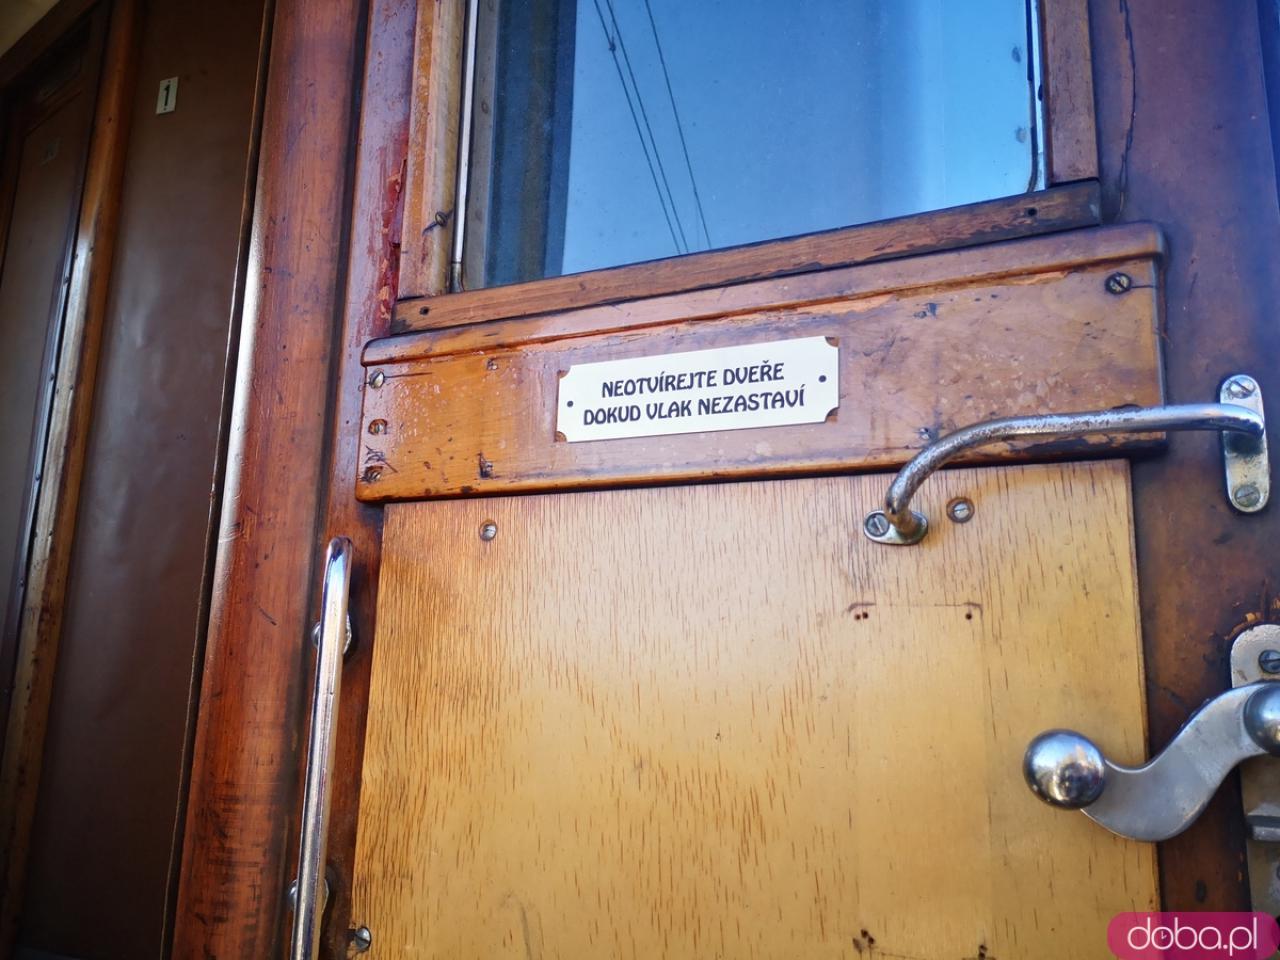 1
NEOTVÍREJTE DVEŘE
DOKUD VLAK NEZASTAVÍ
doba.pl